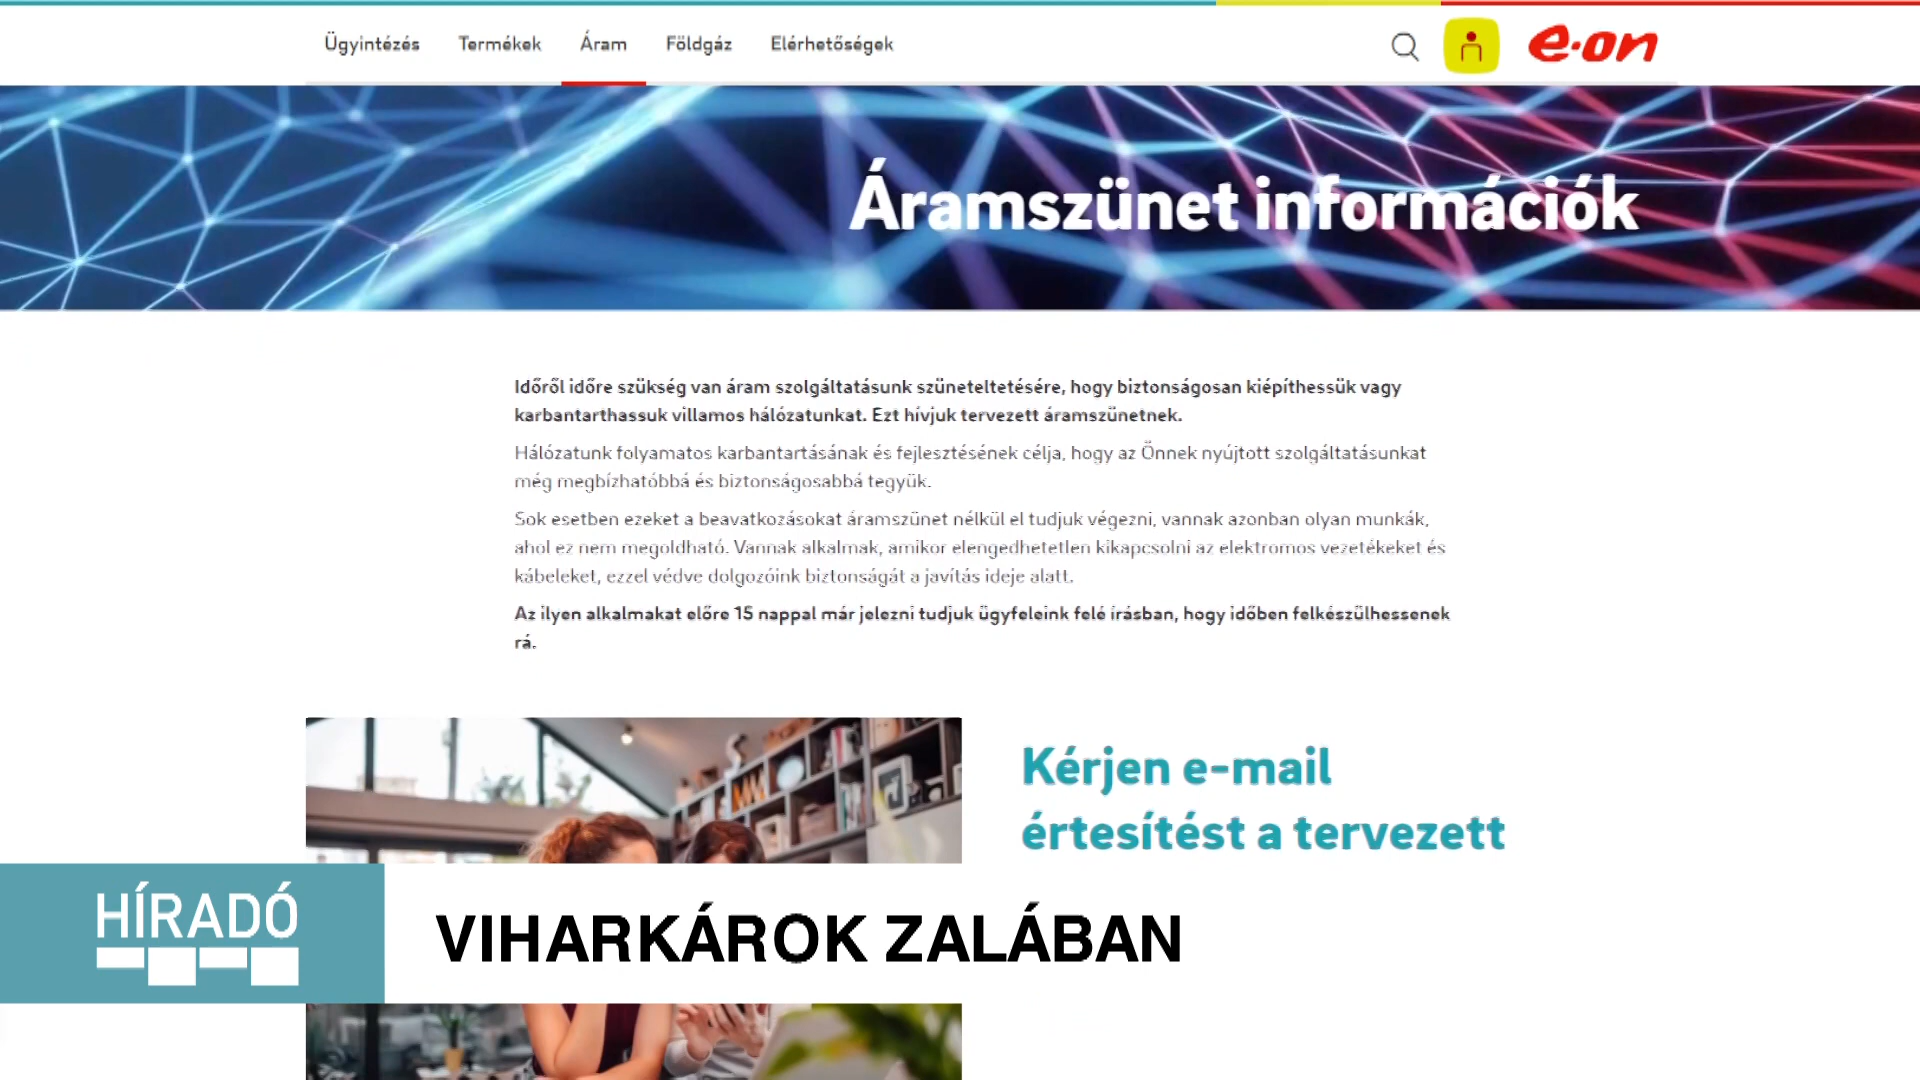 Ügyintézés Termékek Áram Földgáz Elérhetőségek e·on
Áramszünet információk
Időről időre szükség van áram szolgáltatásunk szüneteltetésére, hogy biztonságosan kiépíthessük vagy
karbantarthassuk villamos hálózatunkat. Ezt hívjuk tervezett áramszünetnek.
Hálózatunk folyamatos karbantartásának és fejlesztésének célja, hogy az Önnek nyújtott szolgáltatásunkat
még megbízhatóbbá és biztonságosabbá tegyük.
Sok esetben ezeket a beavatkozásokat áramszünet nélkül el tudjuk végezni, vannak azonban olyan munkák,
ahol ez nem megoldható. Vannak alkalmak, amikor elengedhetetlen kikapcsolni az elektromos vezetékeket és
kábeleket, ezzel védve dolgozóink biztonságát a javítás ideje alatt.
Az ilyen alkalmakat előre 15 nappal már jelezni tudjuk ügyfeleink felé írásban, hogy időben felkészülhessenek
rá.
Kérjen e-mail
értesítést a tervezett
HÍRADÓ
VIHARKÁROK ZALÁBAN